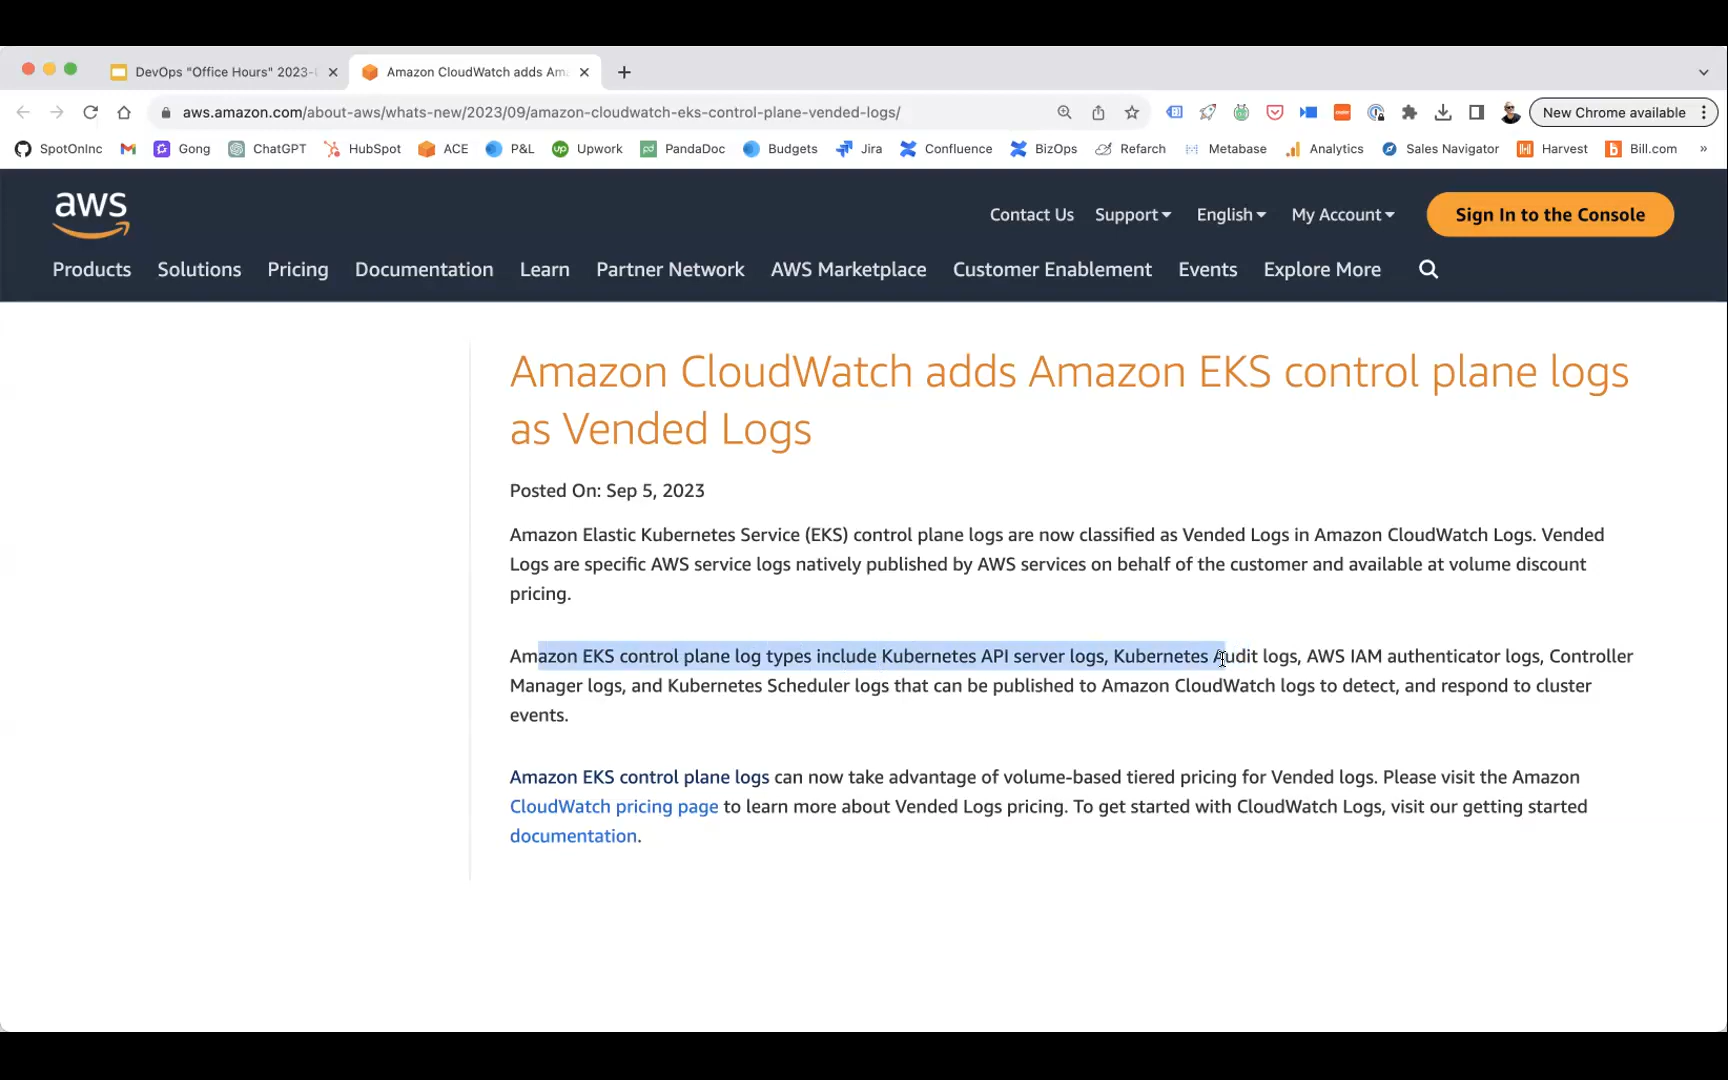 DevOps "Office Hours" 2023-
Amazon CloudWatch adds Am
aws.amazon.com/about-aws/whats-new/2023/09/amazon-cloudwatch-eks-control-plane-vended-logs/
New Chrome available
SpotOnInc Gong ChatGPT HubSpot ACE P&L Upwork PandaDoc Budgets Jira Confluence BizOps Refarch Metabase Analytics Sales Navigator Harvest Bill.com »
aws
Contact Us Support English My Account Sign In to the Console
Products Solutions Pricing Documentation Learn Partner Network AWS Marketplace Customer Enablement Events Explore More
Amazon CloudWatch adds Amazon EKS control plane logs
as Vended Logs
Posted On: Sep 5, 2023
Amazon Elastic Kubernetes Service (EKS) control plane logs are now classified as Vended Logs in Amazon CloudWatch Logs. Vended
Logs are specific AWS service logs natively published by AWS services on behalf of the customer and available at volume discount
pricing.
Amazon EKS control plane log types include Kubernetes API server logs, Kubernetes Audit logs, AWS IAM authenticator logs, Controller
Manager logs, and Kubernetes Scheduler logs that can be published to Amazon CloudWatch logs to detect, and respond to cluster
events.
Amazon EKS control plane logs can now take advantage of volume-based tiered pricing for Vended logs. Please visit the Amazon
CloudWatch pricing page to learn more about Vended Logs pricing. To get started with CloudWatch Logs, visit our getting started
documentation.